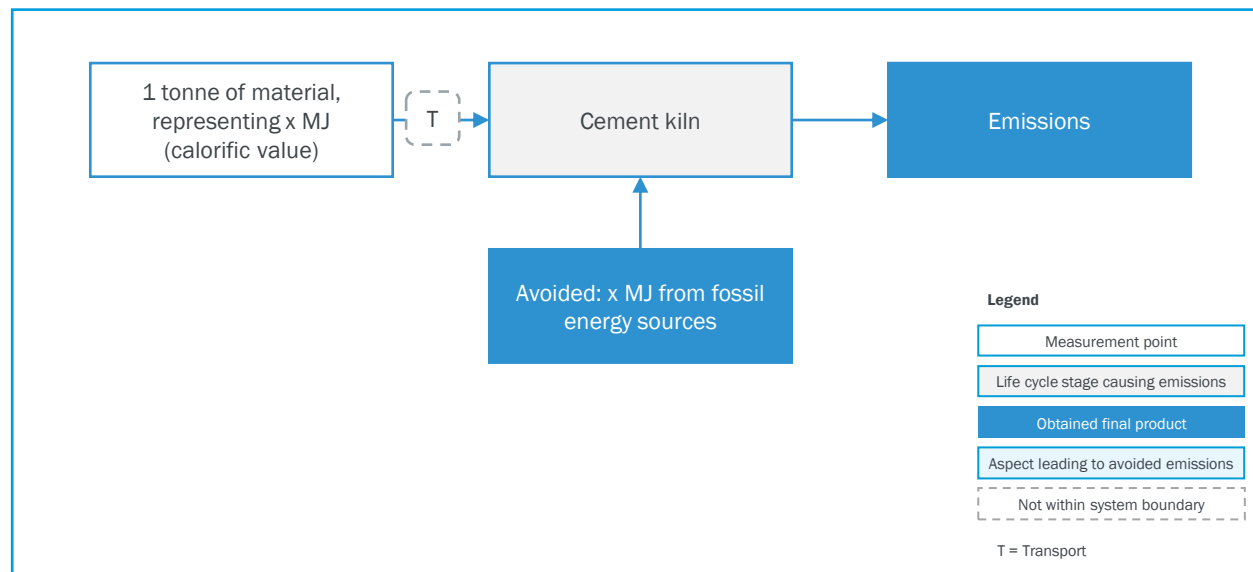 1 tonne of material,
representing x MJ
(calorific value)
T
Cement kiln
Emissions
Avoided: x MJ from fossil
energy sources
Legend
Measurement point
Life cycle stage causing emissions
Obtained final product
Aspect leading to avoided emissions
Not within system boundary
T = Transport